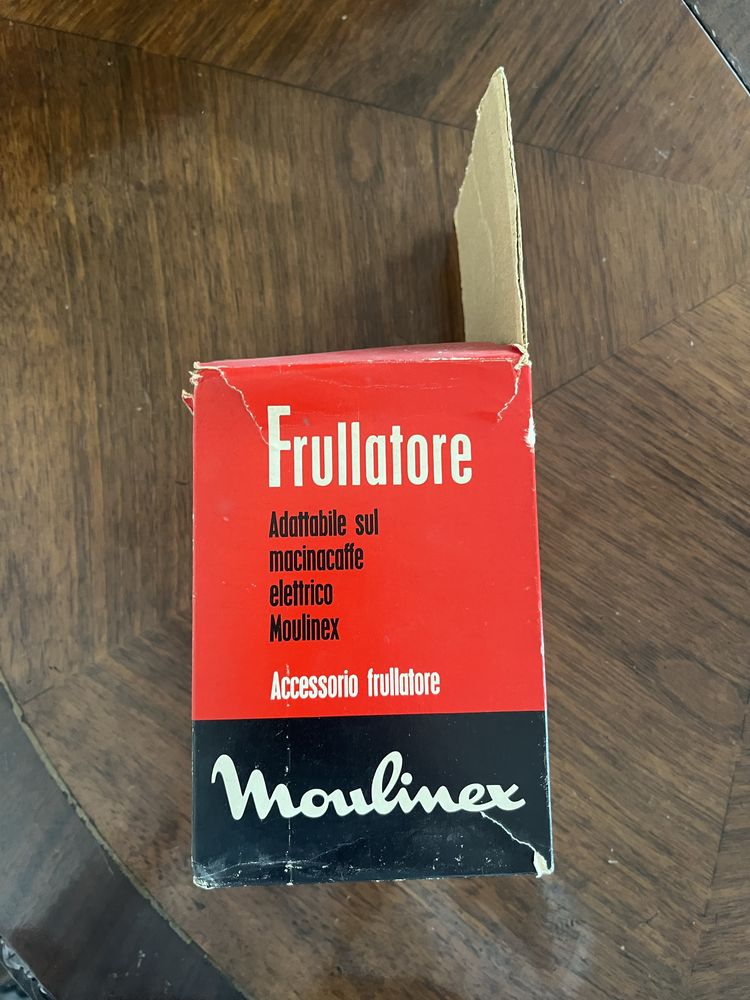 Frullatore
Adattabile sul
macinacaffe
elettrico
Moulinex
Accessorio frullatore
Moulinex